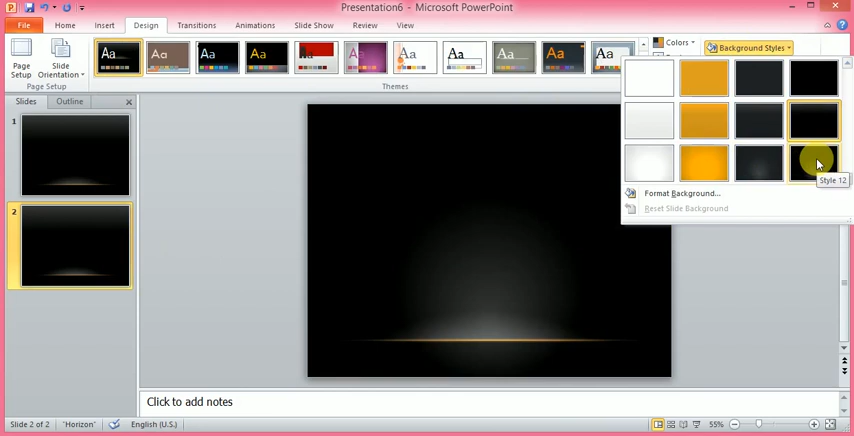 Presentation6 - Microsoft PowerPoint
File Home Insert Design Transitions Animations Slide Show Review View
Page Setup
Slide Orientation
Aa Aa Aa Aa Aa Aa Aa Aa Aa Aa
Colors
Background Styles
Page Setup Themes
Slides Outline
1
2
Style 12
Format Background...
Reset Slide Background
Click to add notes
Slide 2 of 2 "Horizon" English (U.S.) 55%